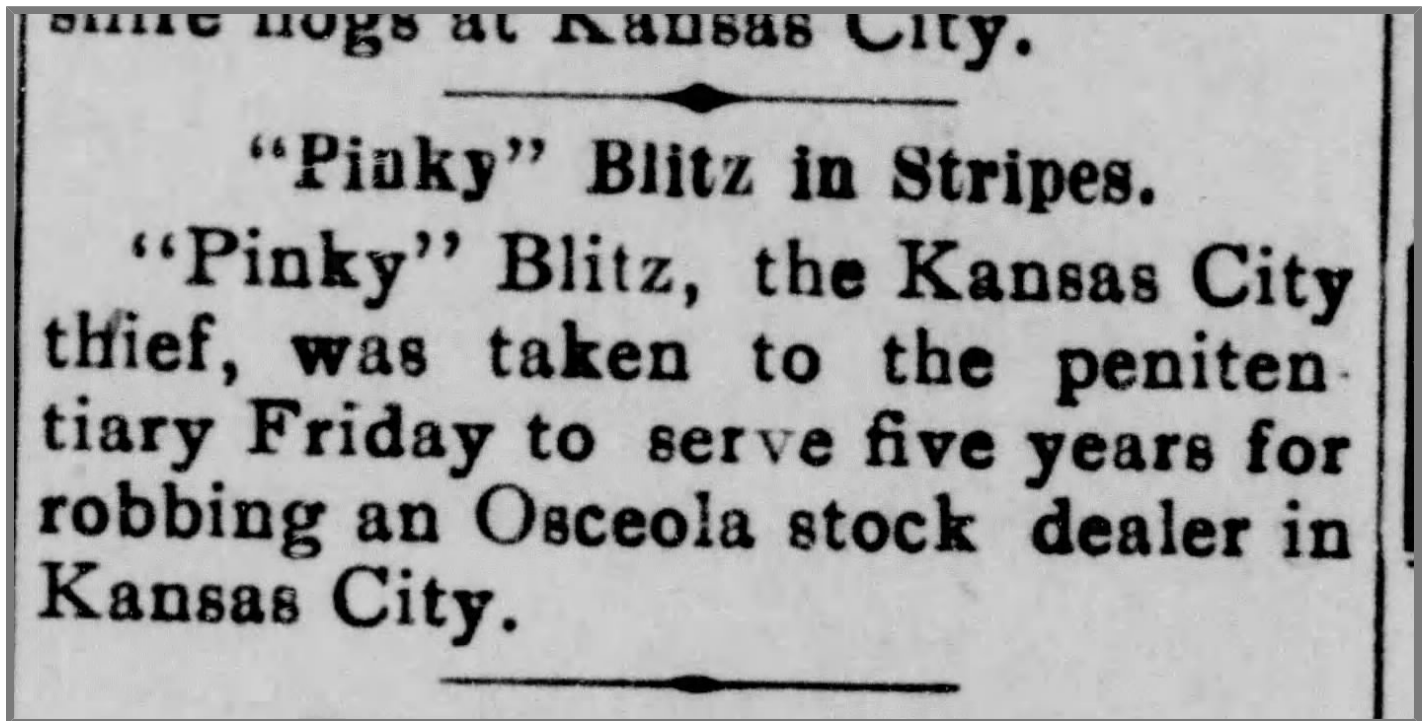 hogs at Kansas City.
"Pinky" Blitz in Stripes.
"Pinky" Blitz, the Kansas City
thief, was taken to the peniten-
tiary Friday to serve five years for
robbing an Osceola stock dealer in
Kansas City.